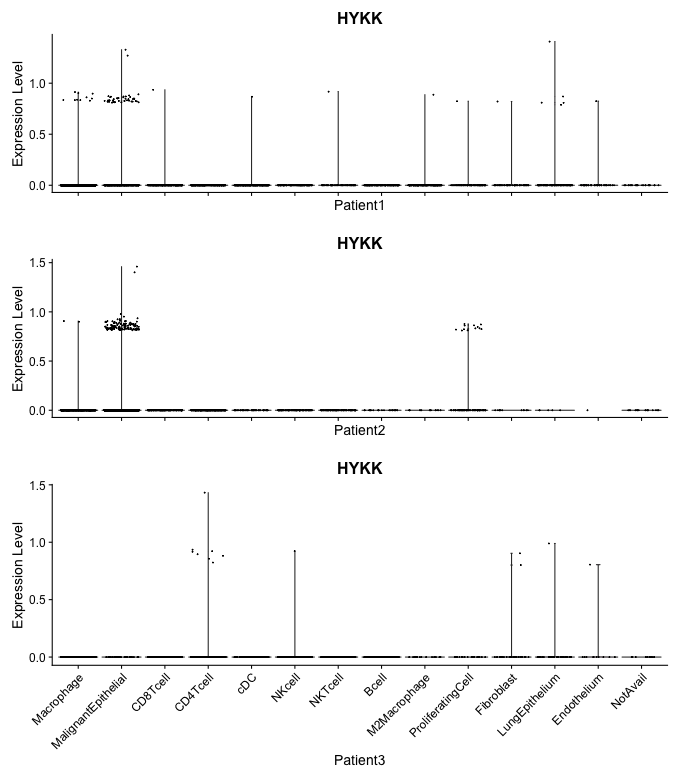 HYKK
Expression Level
1.0
0.5
0.0
Patient1
HYKK
Expression Level
1.5
1.0
0.5
0.0
Patient2
HYKK
Expression Level
1.5
1.0
0.5
0.0
Macrophage
MalignantEpithelial
CD8Tcell
CD4Tcell
cDC
NKcell
NKTcell
Bcell
M2Macrophage
ProliferatingCell
Fibroblast
LungEpithelium
Endothelium
NotAvail
Patient3